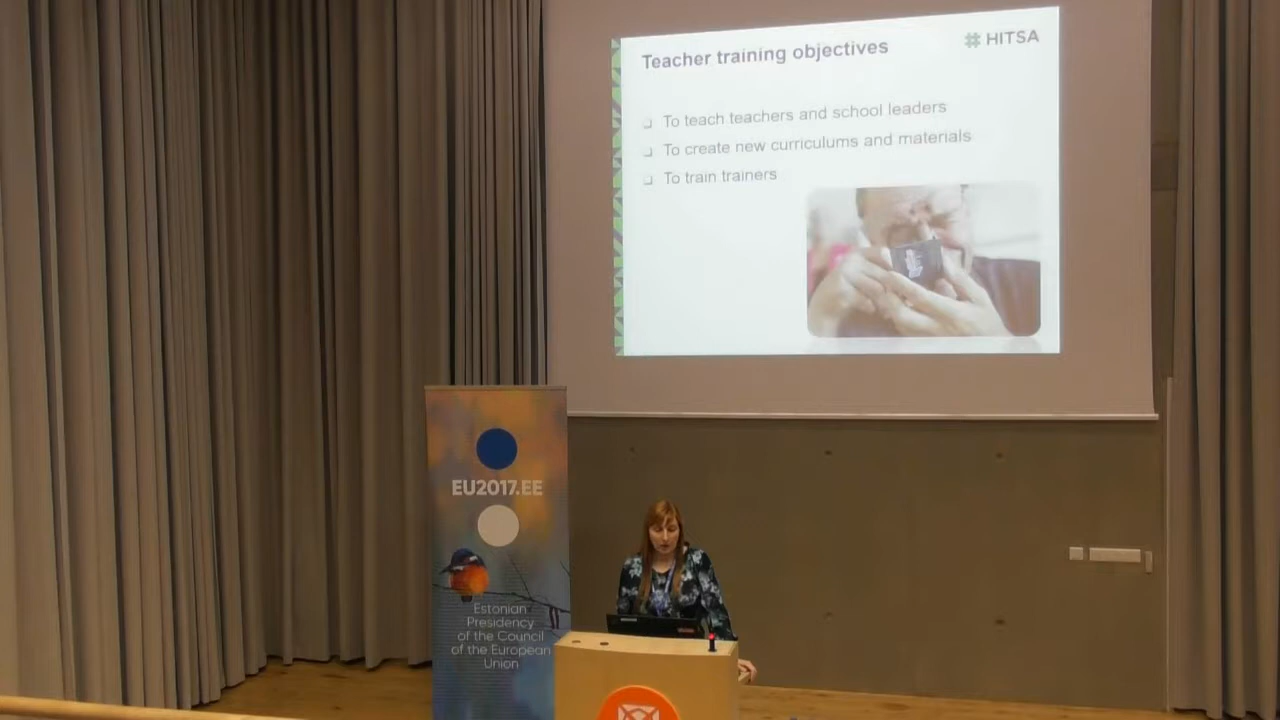 Teacher training objectives
HITSA
To teach teachers and school leaders
To create new curriculums and materials
To train trainers
EU2017.EE
Estonian
Presidency
of the Council
of the European
Union